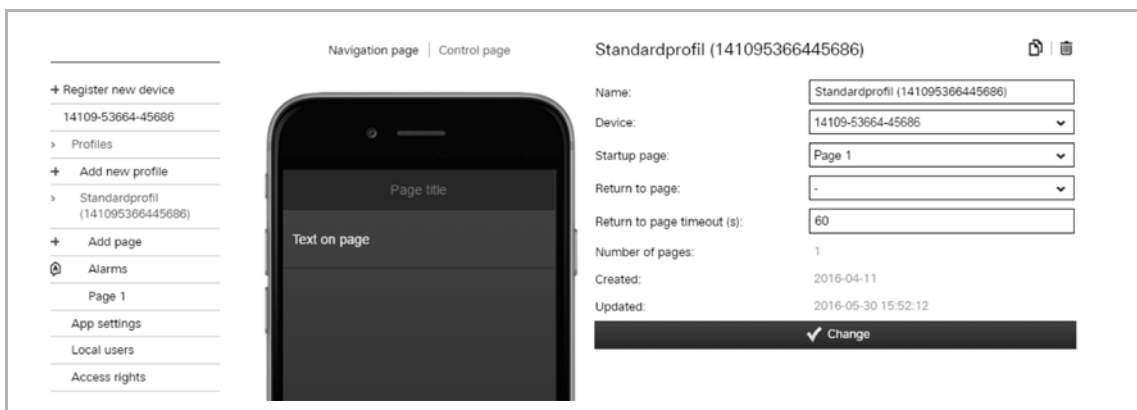 Navigation page | Control page
+ Register new device
14109-53664-45686
› Profiles
+ Add new profile
› Standardprofil
(141095366445686)
+ Add page
Alarms
Page 1
App settings
Local users
Access rights
Page title
Text on page
Standardprofil (141095366445686)
Name: Standardprofil (141095366445686)
Device: 14109-53664-45686
Startup page: Page 1
Return to page: -
Return to page timeout (s): 60
Number of pages: 1
Created: 2016-04-11
Updated: 2016-05-30 15:52:12
Change